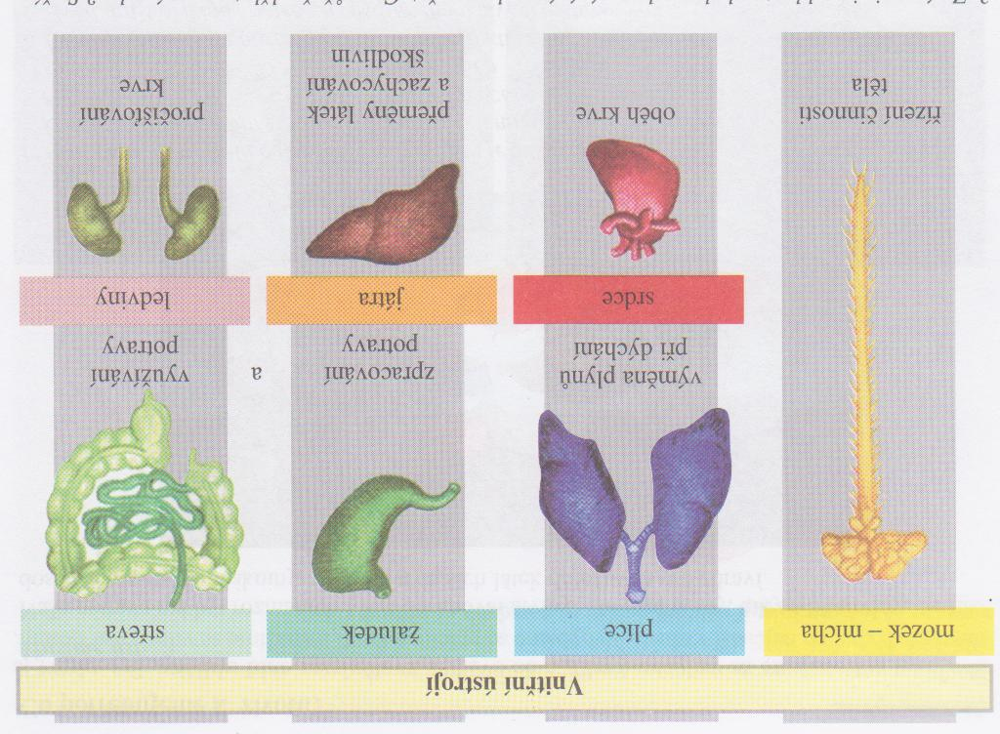 Vnitřní ústrojí
mozek – mícha
plíce
žaludek
střeva
výměna plynů
při dýchání
zpracování
potravy
a
využívání
potravy
srdce
játra
ledviny
řízení činnosti
těla
oběh krve
přeměny látek
a zachycování
škodlivin
pročišťování
krve